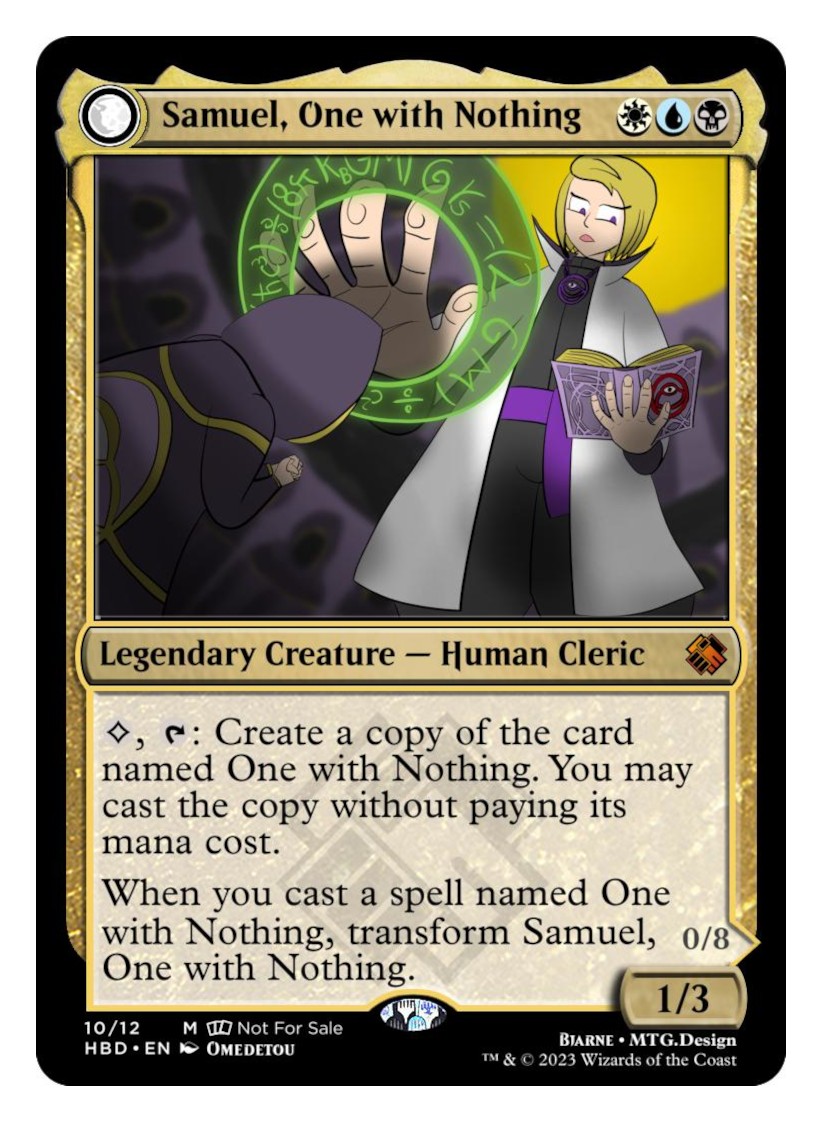 Samuel, One with Nothing
Legendary Creature — Human Cleric
, : Create a copy of the card
named One with Nothing. You may
cast the copy without paying its
mana cost.
When you cast a spell named One
with Nothing, transform Samuel,
One with Nothing.
0/8
1/3
10/12 M Not For Sale
HBD • EN Omedetou
Bjarne • MTG.Design
™ & © 2023 Wizards of the Coast